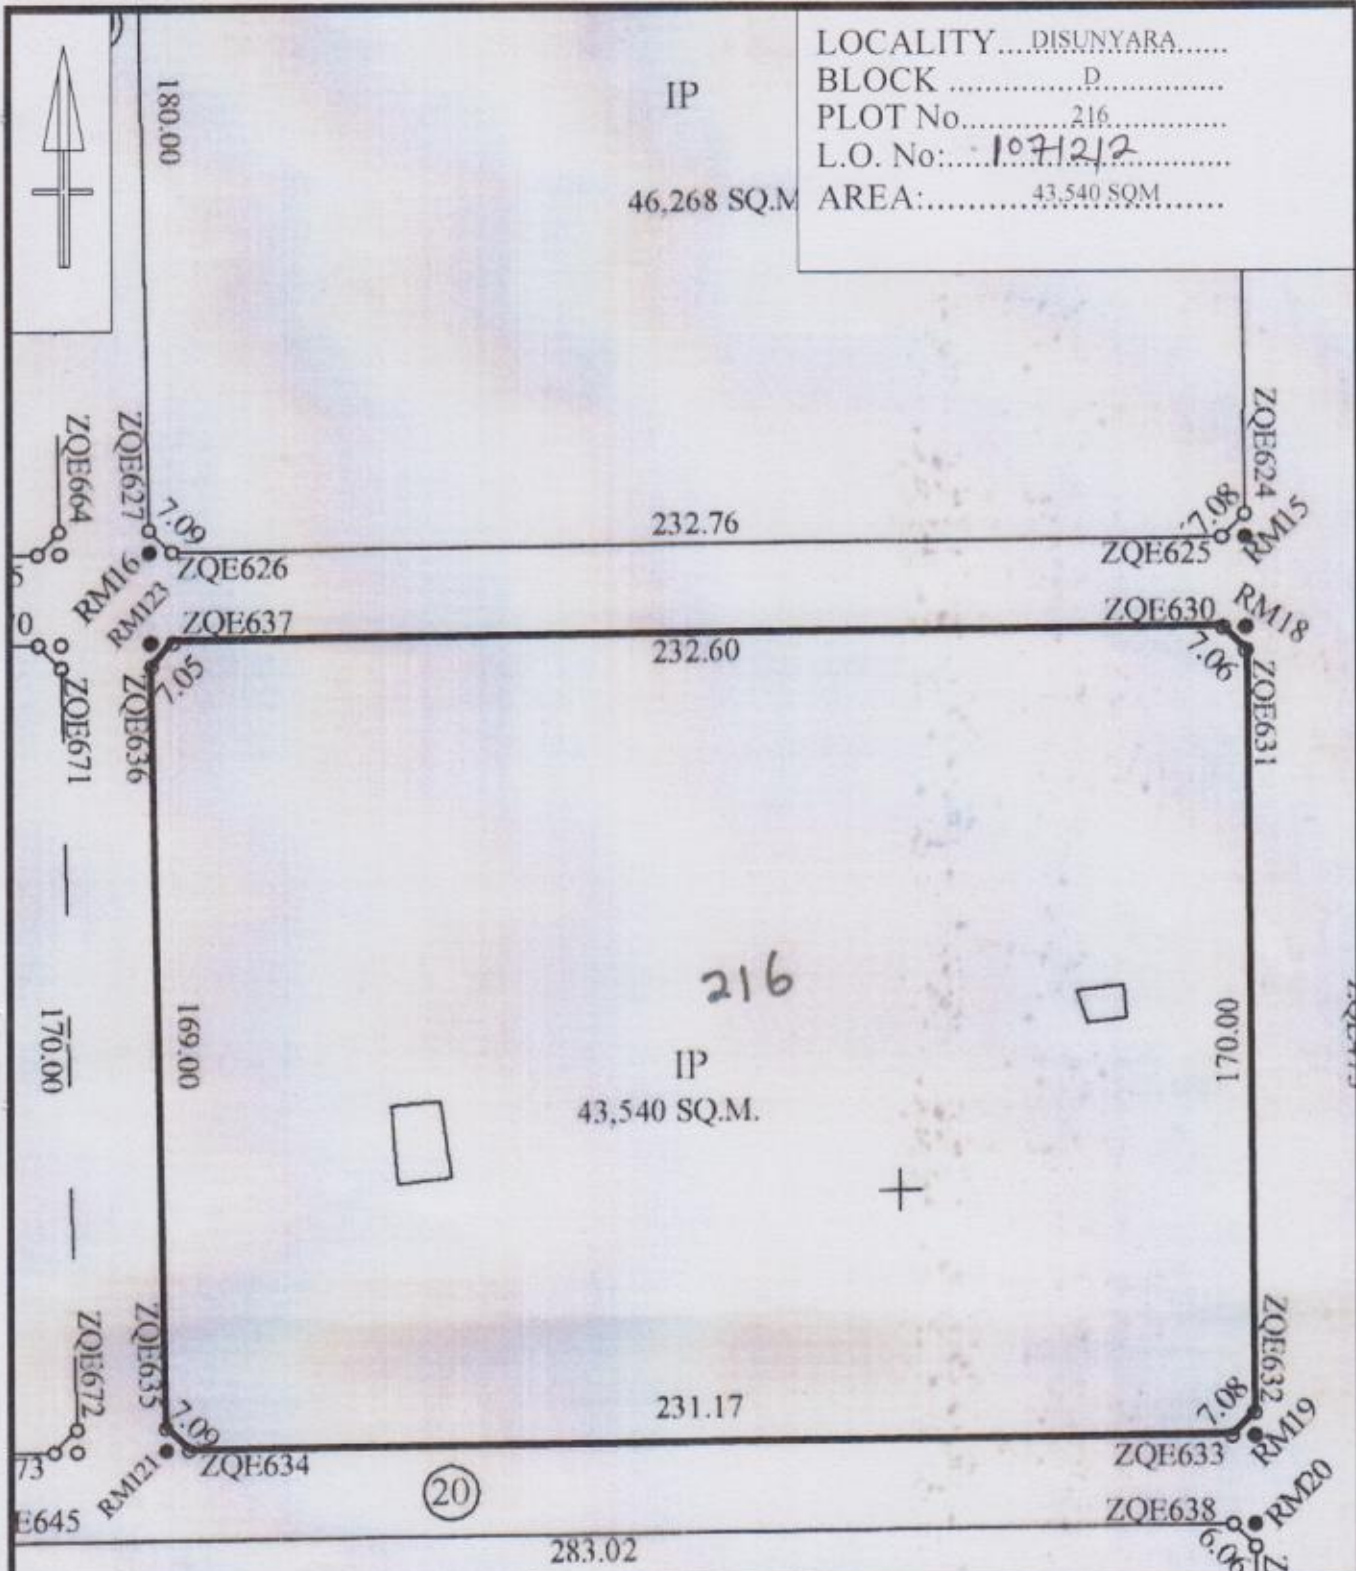 LOCALITY....DISUNYARA......
BLOCK ...............D..............
PLOT No.............216.............
L.O. No:....1071212............
AREA:............43,540 SQM.......
180.00
IP
46,268 SQ.M
ZQE664
ZQE627
7.09
232.76
7.08
ZQE624
RM15
RM16
ZQE626
ZQE625
RM123
ZQE637
ZQE630
RM18
7.05
232.60
7.06
ZQE671
ZQE636
ZQE631
216
170.00
169.00
IP
43,540 SQ.M.
170.00
ZQE672
ZQE635
7.09
231.17
7.08
ZQE632
RM19
73
RM121
ZQE634
ZQE633
20
E645
ZQE638
RM20
283.02
6.06